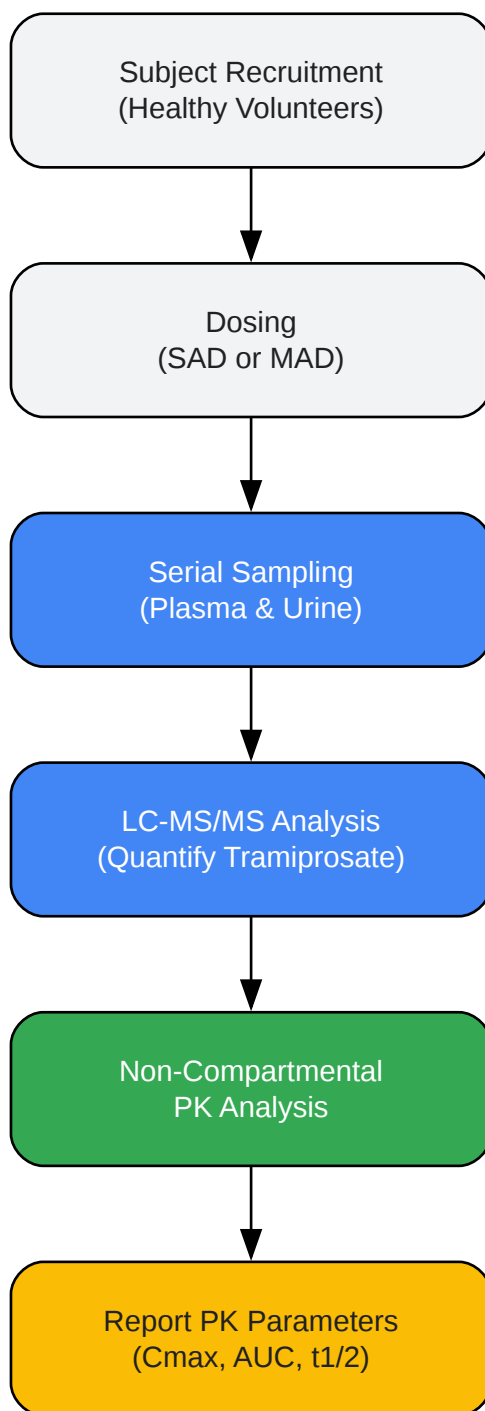 Subject Recruitment
(Healthy Volunteers)
Dosing
(SAD or MAD)
Serial Sampling
(Plasma & Urine)
LC-MS/MS Analysis
(Quantify Tramiprosate)
Non-Compartmental
PK Analysis
Report PK Parameters
(Cmax, AUC, t1/2)